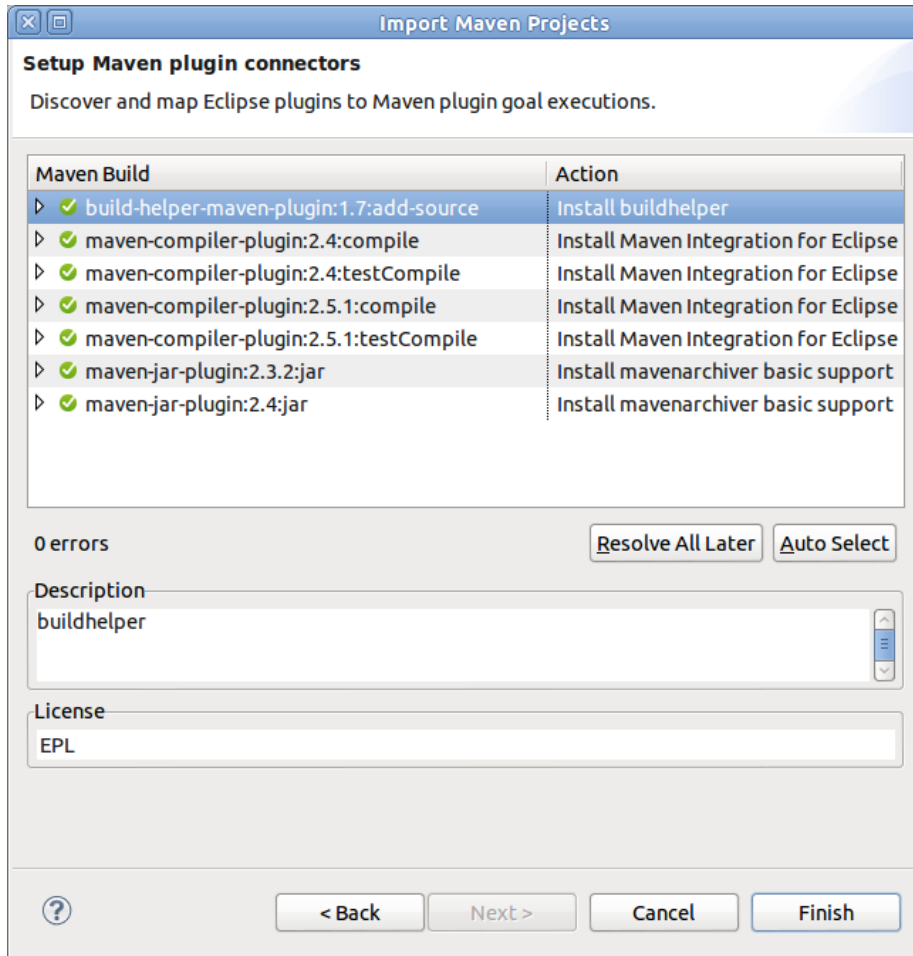 Import Maven Projects
Setup Maven plugin connectors
Discover and map Eclipse plugins to Maven plugin goal executions.
Maven Build Action
build-helper-maven-plugin:1.7:add-source Install buildhelper
maven-compiler-plugin:2.4:compile Install Maven Integration for Eclipse
maven-compiler-plugin:2.4:testCompile Install Maven Integration for Eclipse
maven-compiler-plugin:2.5.1:compile Install Maven Integration for Eclipse
maven-compiler-plugin:2.5.1:testCompile Install Maven Integration for Eclipse
maven-jar-plugin:2.3.2:jar Install mavenarchiver basic support
maven-jar-plugin:2.4:jar Install mavenarchiver basic support
0 errors Resolve All Later Auto Select
Description
buildhelper
License
EPL
? < Back Next > Cancel Finish